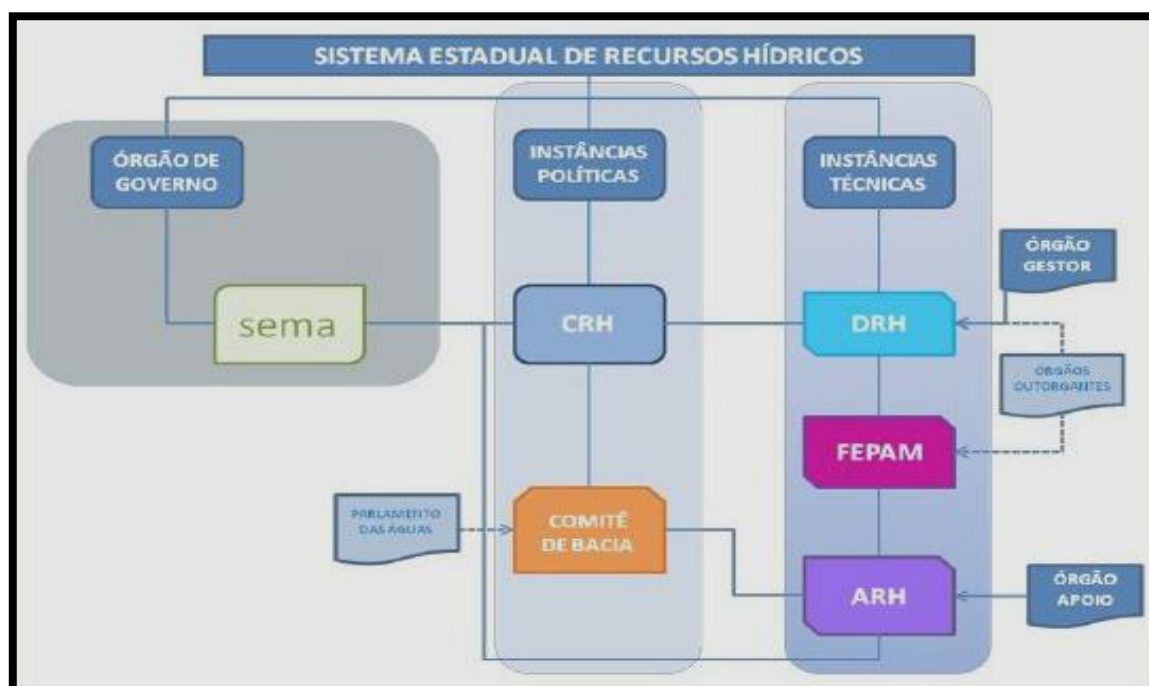 SISTEMA ESTADUAL DE RECURSOS HÍDRICOS
ÓRGÃO DE
GOVERNO
INSTÂNCIAS
POLÍTICAS
INSTÂNCIAS
TÉCNICAS
ÓRGÃO
GESTOR
sema
CRH
DRH
ÓRGÃOS
OUTORGANTES
FEPAM
PARLAMENTO
DAS ÁGUAS
COMITÊ
DE BACIA
ARH
ÓRGÃO
APOIO